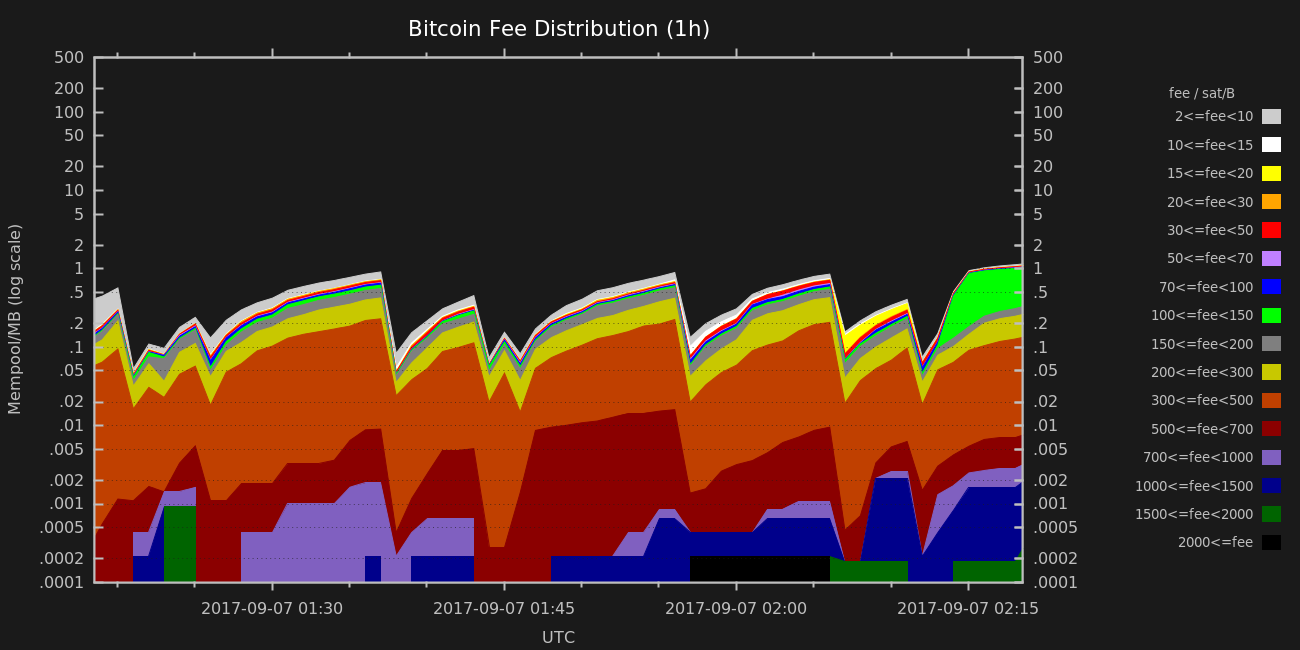 Bitcoin Fee Distribution (1h)
Mempool/MB (log scale)
500
200
100
50
20
10
5
2
1
.5
.2
.1
.05
.02
.01
.005
.002
.001
.0005
.0002
.0001
500
200
100
50
20
10
5
2
1
.5
.2
.1
.05
.02
.01
.005
.002
.001
.0005
.0002
.0001
2017-09-07 01:30
2017-09-07 01:45
2017-09-07 02:00
2017-09-07 02:15
UTC
fee / sat/B
2<=fee<10
10<=fee<15
15<=fee<20
20<=fee<30
30<=fee<50
50<=fee<70
70<=fee<100
100<=fee<150
150<=fee<200
200<=fee<300
300<=fee<500
500<=fee<700
700<=fee<1000
1000<=fee<1500
1500<=fee<2000
2000<=fee